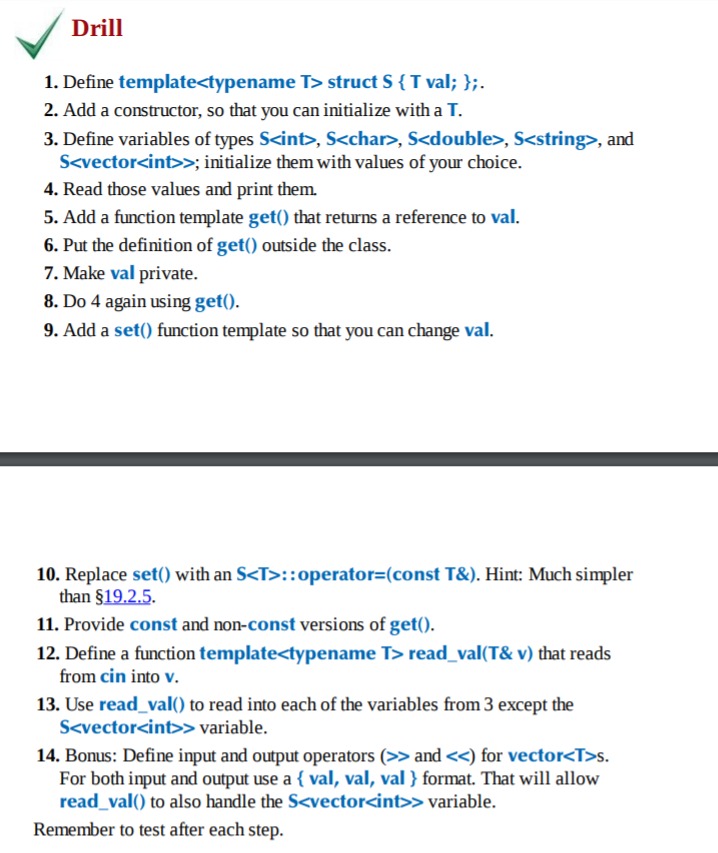 Drill
1. Define template<typename T> struct S { T val; };.
2. Add a constructor, so that you can initialize with a T.
3. Define variables of types S<int>, S<char>, S<double>, S<string>, and
S<vector<int>>; initialize them with values of your choice.
4. Read those values and print them.
5. Add a function template get() that returns a reference to val.
6. Put the definition of get() outside the class.
7. Make val private.
8. Do 4 again using get().
9. Add a set() function template so that you can change val.
10. Replace set() with an S<T>::operator=(const T&). Hint: Much simpler
than §19.2.5.
11. Provide const and non-const versions of get().
12. Define a function template<typename T> read_val(T& v) that reads
from cin into v.
13. Use read_val() to read into each of the variables from 3 except the
S<vector<int>> variable.
14. Bonus: Define input and output operators (>> and <<) for vector<T>s.
For both input and output use a { val, val, val } format. That will allow
read_val() to also handle the S<vector<int>> variable.
Remember to test after each step.